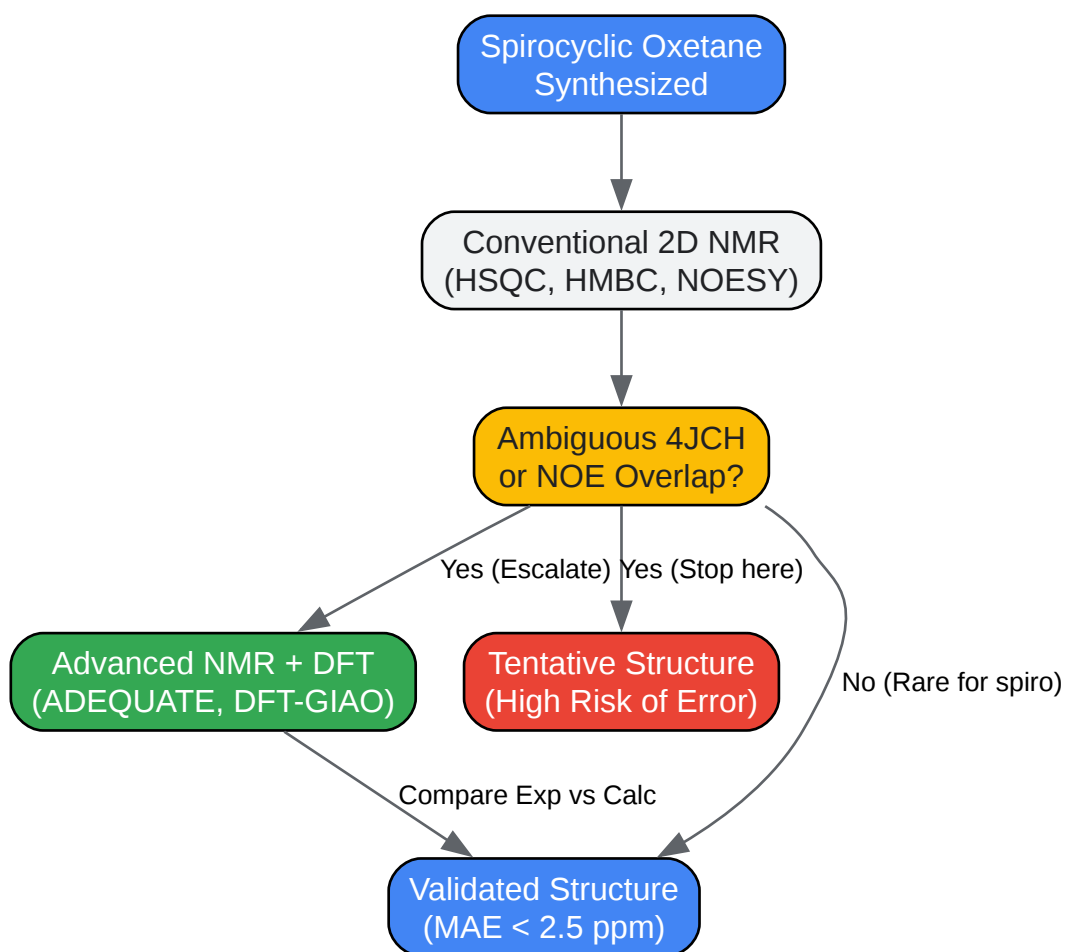 Spirocyclic Oxetane
Synthesized
Conventional 2D NMR
(HSQC, HMBC, NOESY)
Ambiguous 4JCH
or NOE Overlap?
Yes (Escalate)
Yes (Stop here)
No (Rare for spiro)
Advanced NMR + DFT
(ADEQUATE, DFT-GIAO)
Tentative Structure
(High Risk of Error)
Compare Exp vs Calc
Validated Structure
(MAE < 2.5 ppm)